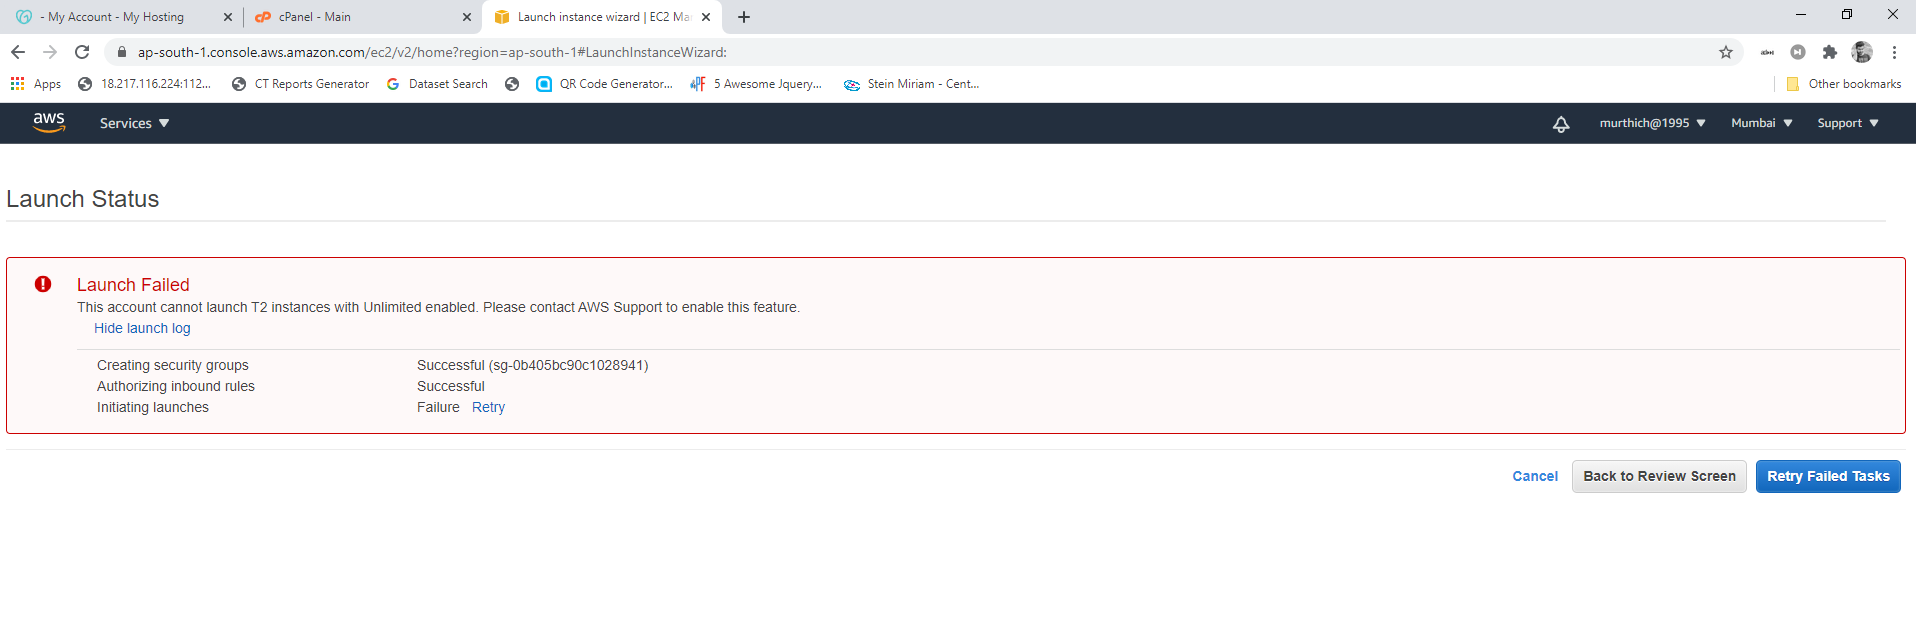 - My Account - My Hosting
cPanel - Main
Launch instance wizard | EC2 Ma
ap-south-1.console.aws.amazon.com/ec2/v2/home?region=ap-south-1#LaunchInstanceWizard:
Apps
18.217.116.224:112...
CT Reports Generator
Dataset Search
QR Code Generator...
5 Awesome Jquery...
Stein Miriam - Cent...
Other bookmarks
aws
Services
murthich@1995
Mumbai
Support
Launch Status
Launch Failed
This account cannot launch T2 instances with Unlimited enabled. Please contact AWS Support to enable this feature.
Hide launch log
Creating security groups Successful (sg-0b405bc90c1028941)
Authorizing inbound rules Successful
Initiating launches Failure Retry
Cancel Back to Review Screen Retry Failed Tasks